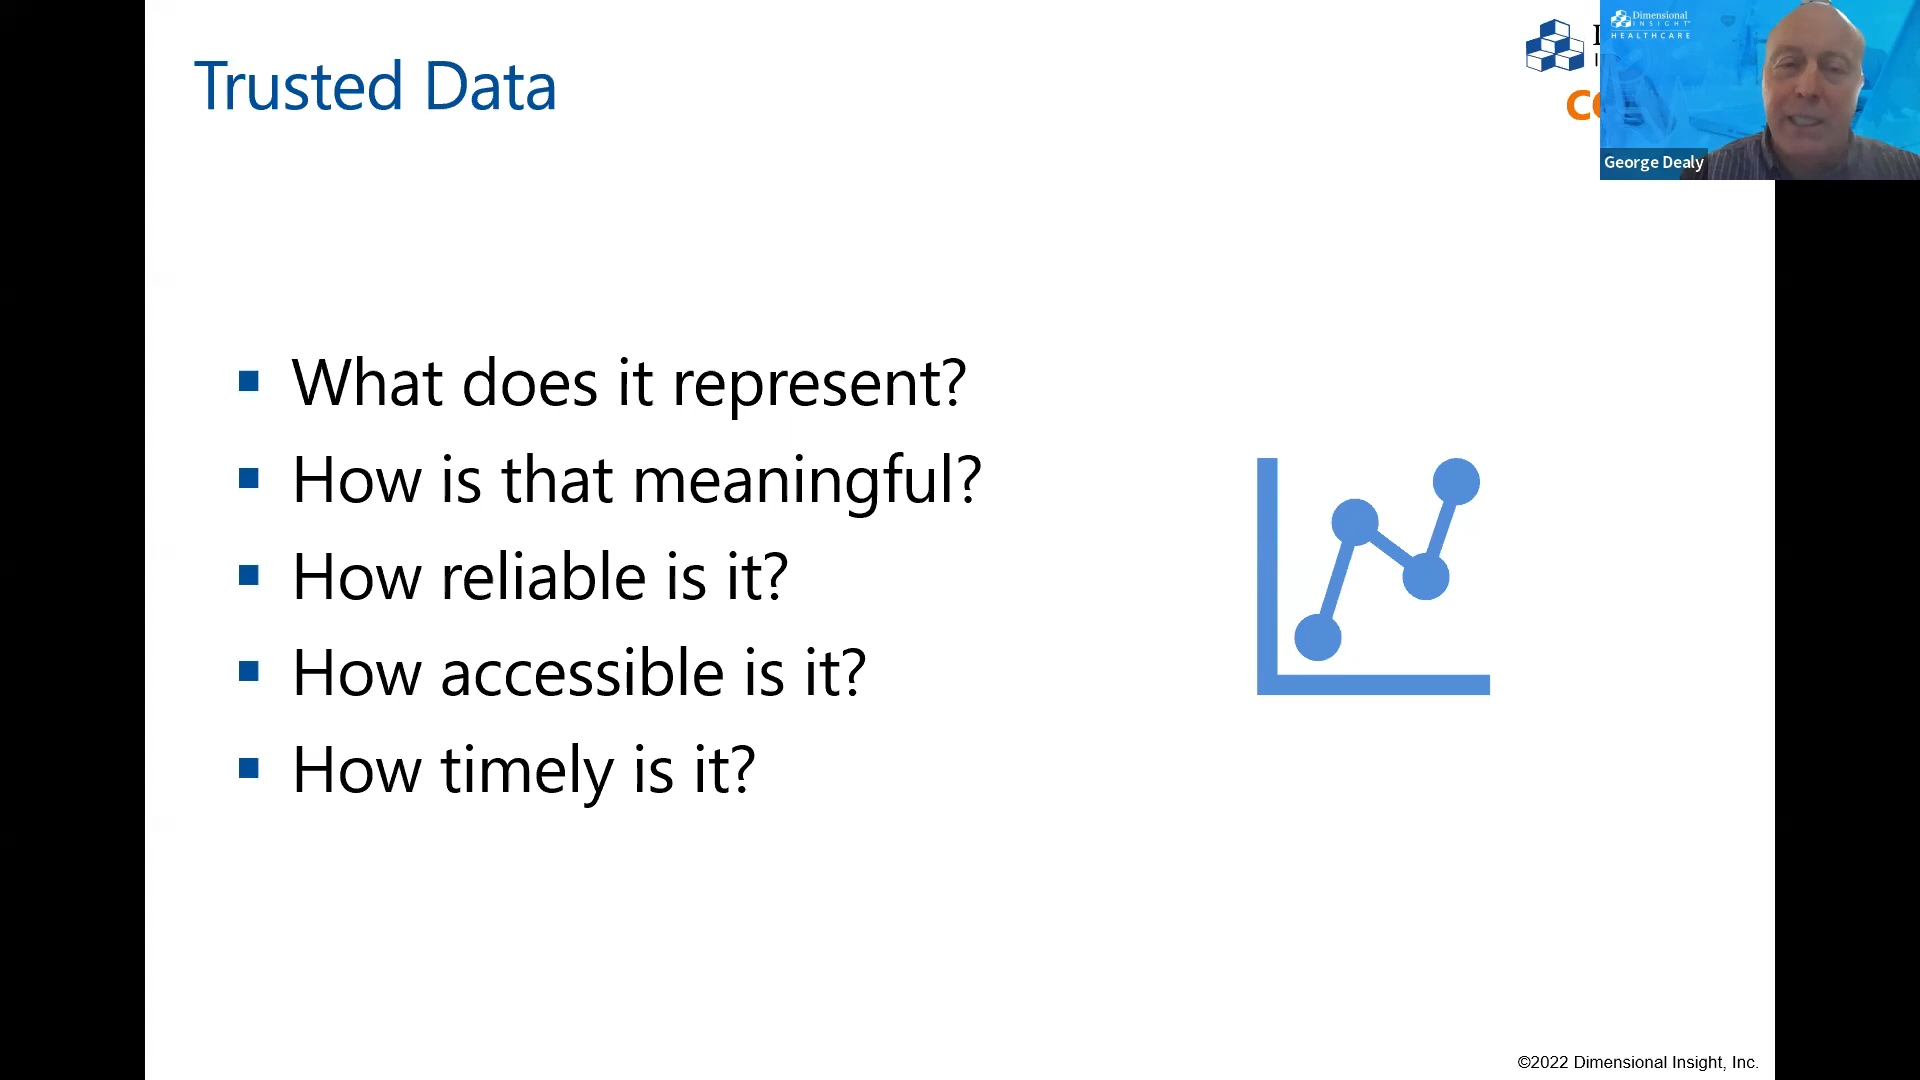 Trusted Data
Dimensional
INSIGHT
HEALTHCARE
George Dealy
What does it represent?
How is that meaningful?
How reliable is it?
How accessible is it?
How timely is it?
©2022 Dimensional Insight, Inc.